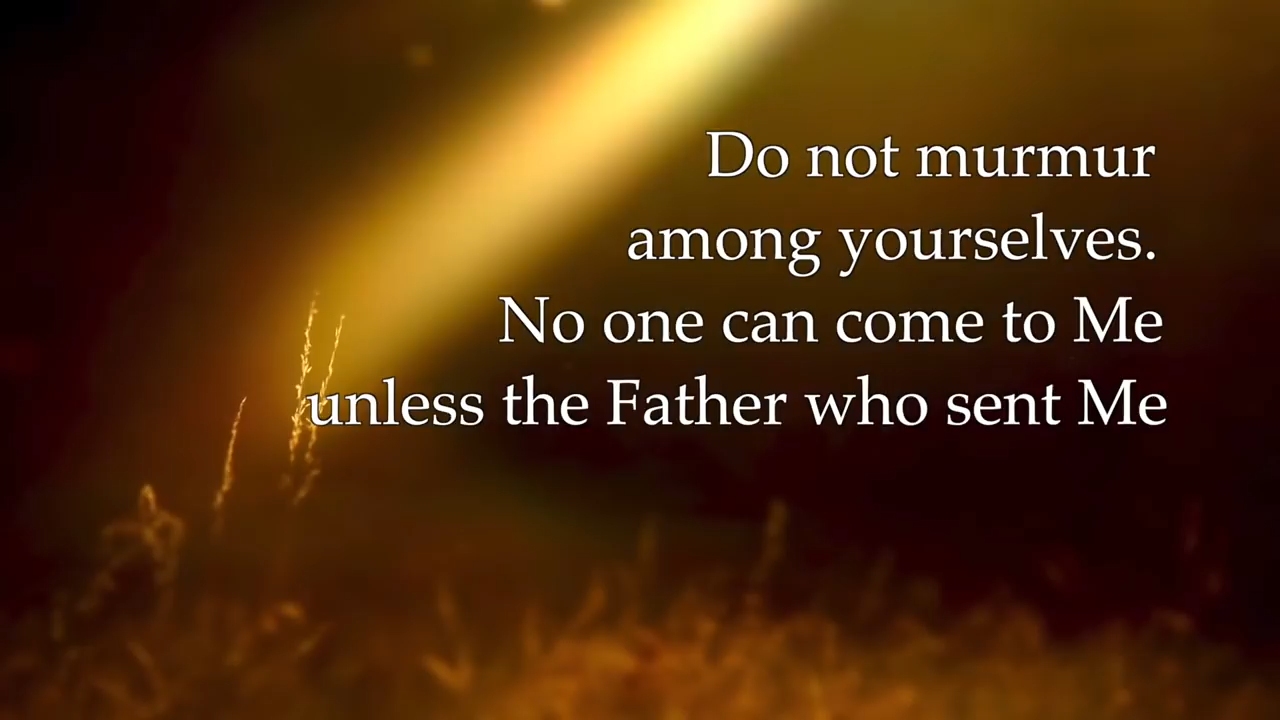 Do not murmur
among yourselves.
No one can come to Me
unless the Father who sent Me